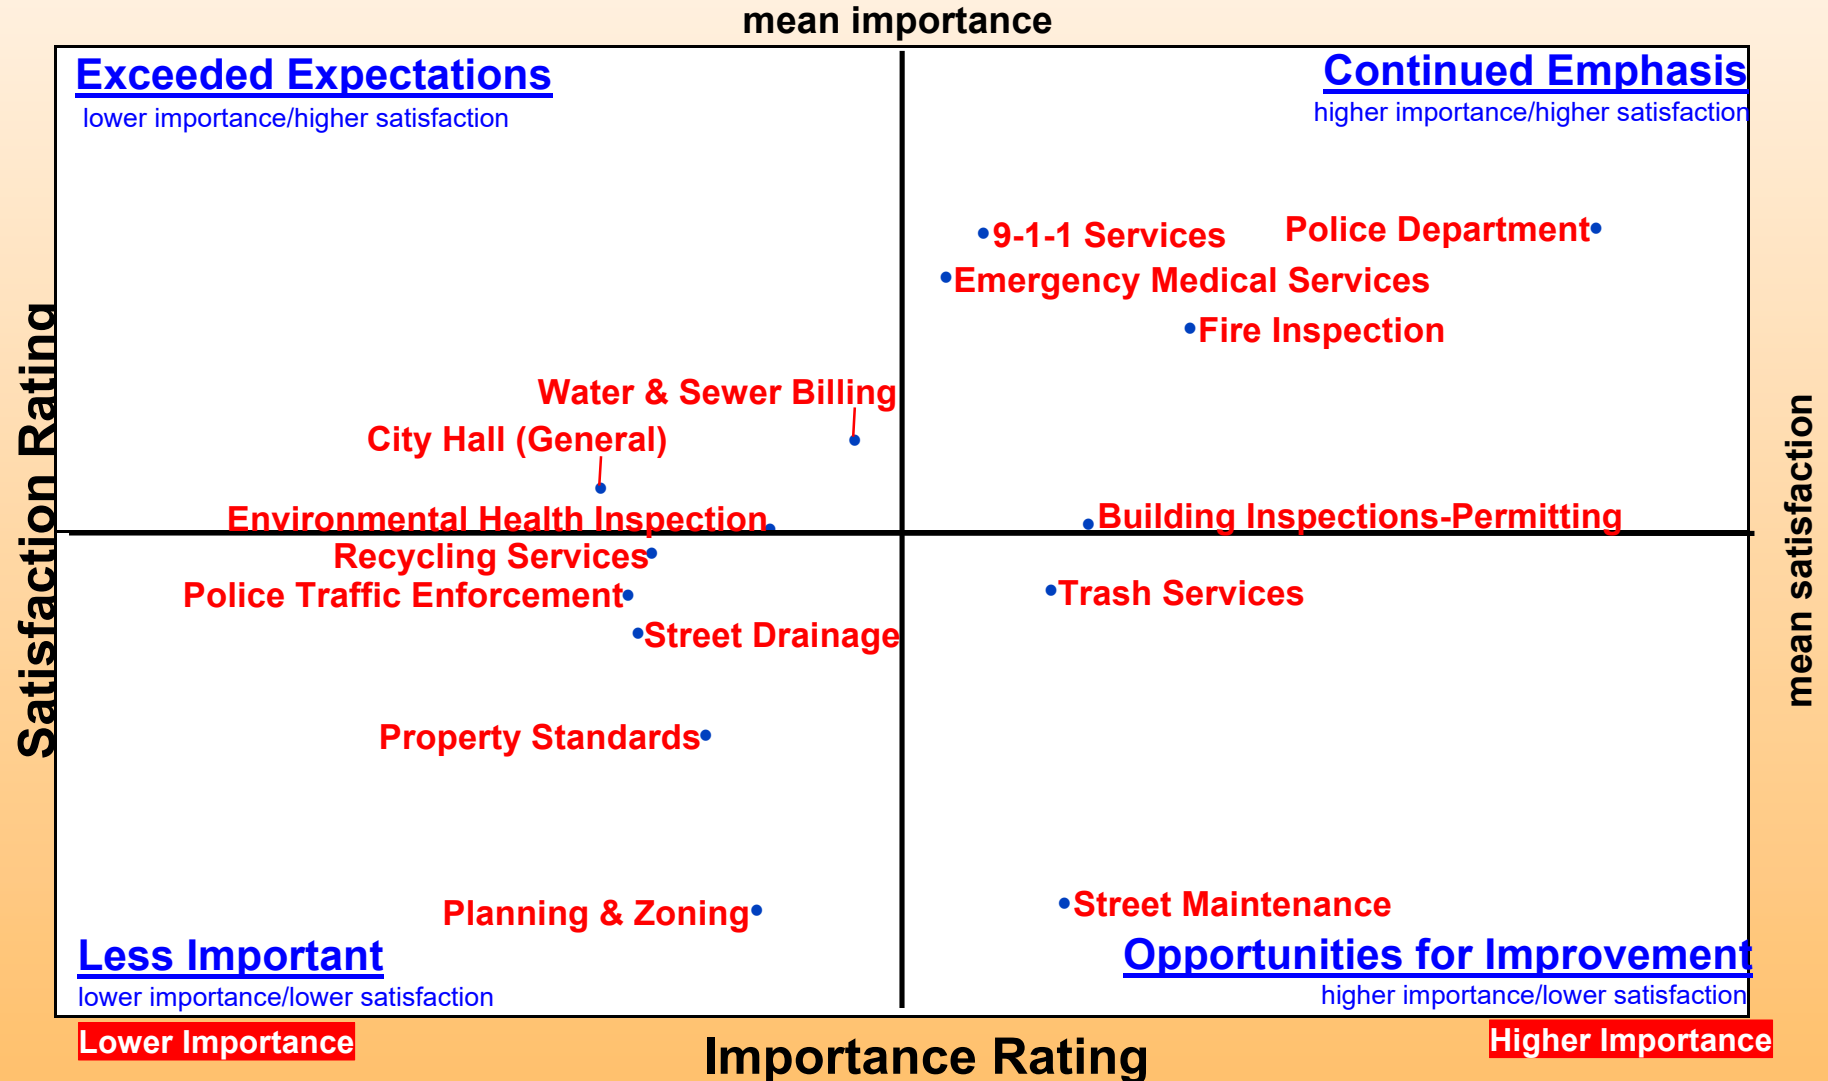 mean importance
Exceeded Expectations
lower importance/higher satisfaction
Continued Emphasis
higher importance/higher satisfaction
•9-1-1 Services
Police Department•
•Emergency Medical Services
•Fire Inspection
Water & Sewer Billing
City Hall (General)
Environmental Health Inspection
•Building Inspections-Permitting
Recycling Services•
Police Traffic Enforcement•
•Trash Services
•Street Drainage
Property Standards•
Planning & Zoning•
•Street Maintenance
Less Important
lower importance/lower satisfaction
Opportunities for Improvement
higher importance/lower satisfaction
Satisfaction Rating
mean satisfaction
Lower Importance
Importance Rating
Higher Importance